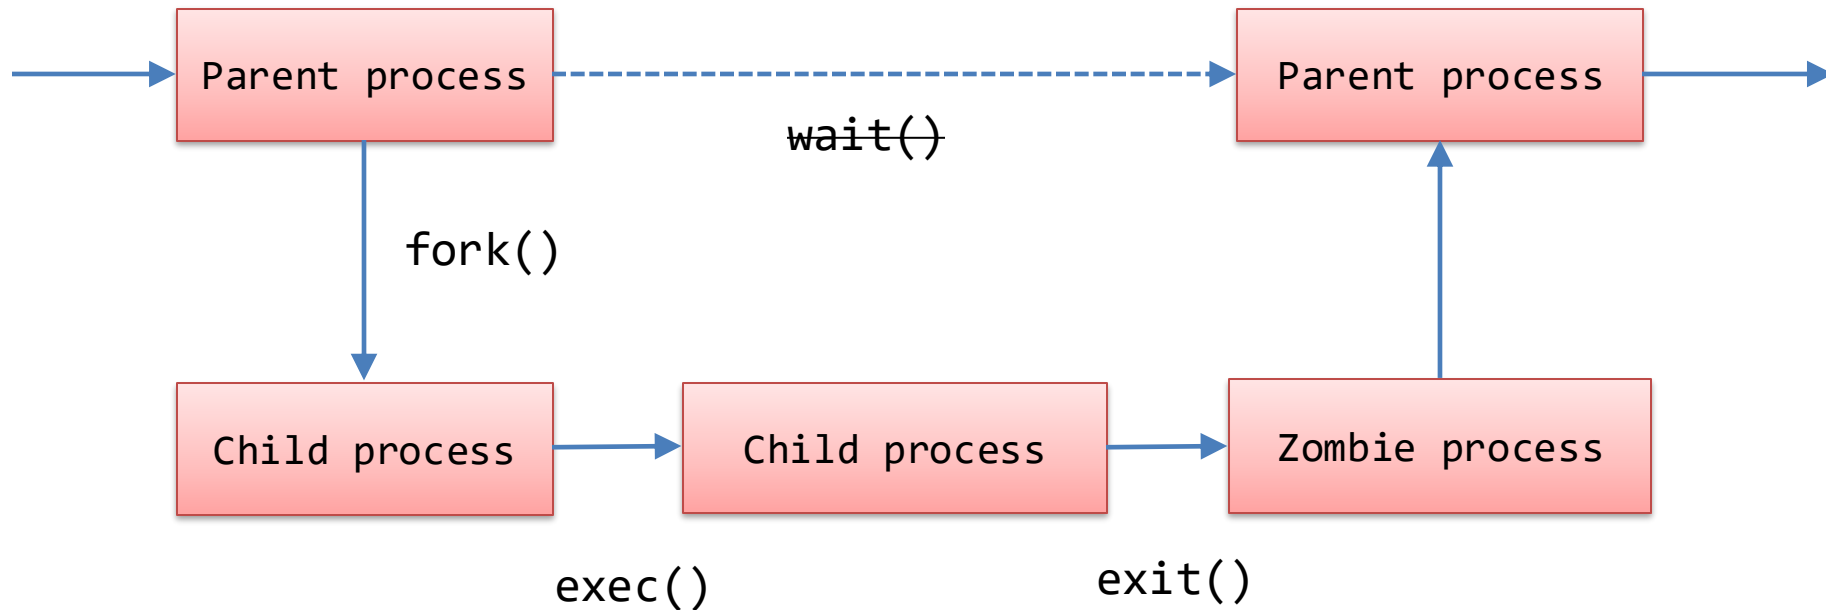 Parent process
Parent process
wait()
fork()
Child process
Child process
Zombie process
exec()
exit()